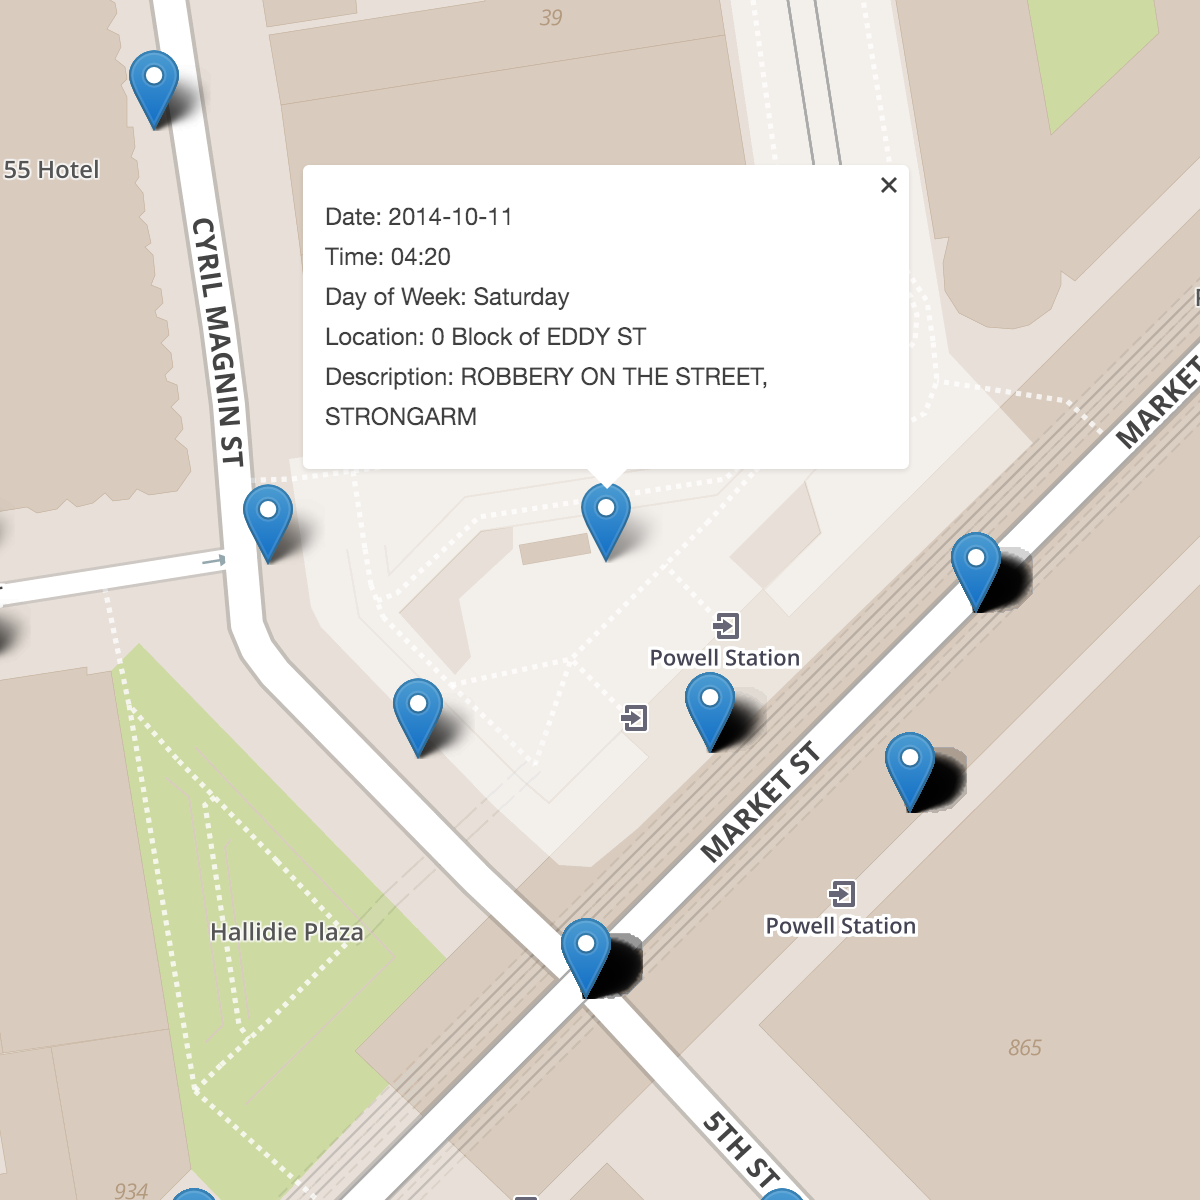 39
55 Hotel
CYRIL MAGNIN ST
Date: 2014-10-11
Time: 04:20
Day of Week: Saturday
Location: 0 Block of EDDY ST
Description: ROBBERY ON THE STREET,
STRONGARM
MARKET
Powell Station
MARKET ST
Powell Station
Hallidie Plaza
865
5TH ST
934